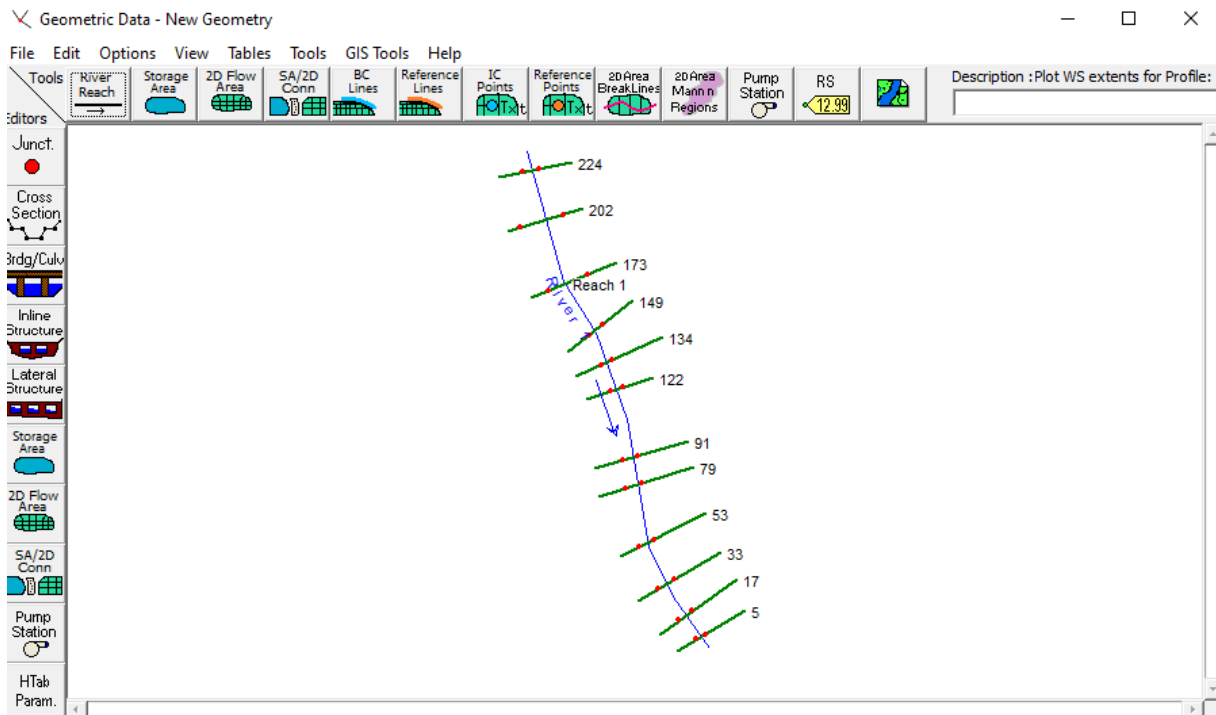 Geometric Data - New Geometry
File Edit Options View Tables Tools GIS Tools Help
Tools
Editors
River
Reach
Storage
Area
2D Flow
Area
SA/2D
Conn
BC
Lines
Reference
Lines
IC
Points
Reference
Points
2D Area
BreakLines
2D Area
Mann n
Regions
Pump
Station
RS
12.99
Description :
Plot WS extents for Profile:
Junct.
Cross
Section
Brdg/Culv
Inline
Structure
Lateral
Structure
Storage
Area
2D Flow
Area
SA/2D
Conn
Pump
Station
HTab
Param.
224
202
173
Reach 1
River 1
149
134
122
91
79
53
33
17
5